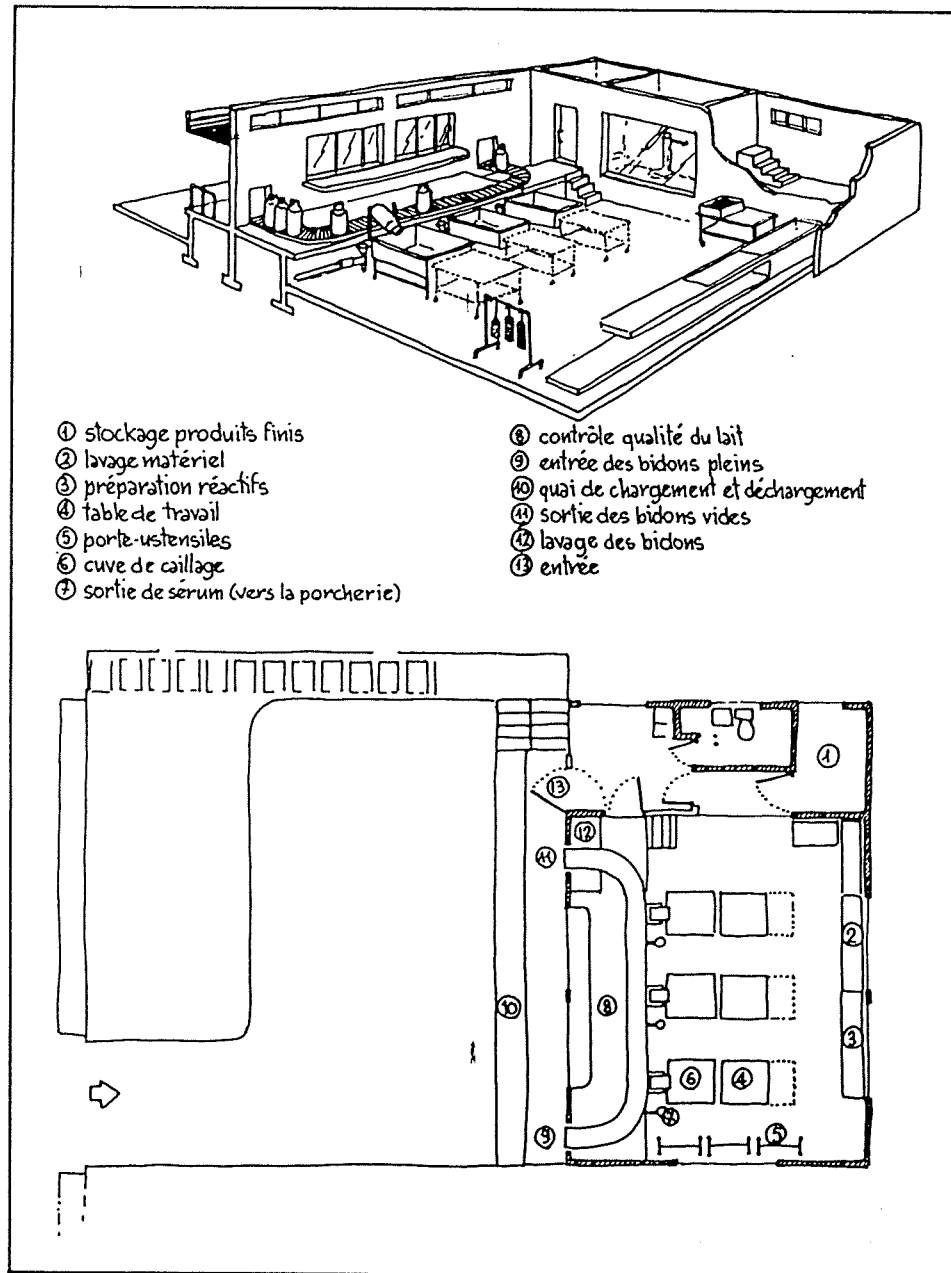 ① stockage produits finis
② lavage matériel
③ préparation réactifs
④ table de travail
⑤ porte-ustensiles
⑥ cuve de caillage
⑦ sortie de sérum (vers la porcherie)
⑧ contrôle qualité du lait
⑨ entrée des bidons pleins
⑩ quai de chargement et déchargement
⑪ sortie des bidons vides
⑫ lavage des bidons
⑬ entrée
①
⑬
⑫
⑪
②
⑩
⑧
③
⑥ ④
⑦
⑨
⑤